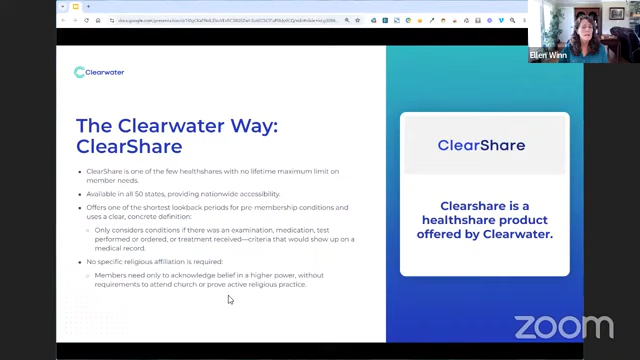 Ellen Winn
Clearwater
The Clearwater Way:
ClearShare
ClearShare is one of the few healthshares with no lifetime maximum limit on
member needs.
Available in all 50 states, providing nationwide accessibility.
Offers one of the shortest lookback periods for pre-membership conditions and
uses a clear, concrete definition:
Only considers conditions if there was an examination, medication, test
performed or ordered, or treatment received—criteria that would show up on a
medical record.
No specific religious affiliation is required:
Members need only to acknowledge belief in a higher power, without
requirements to attend church or prove active religious practice.
ClearShare
Clearshare is a
healthshare product
offered by Clearwater.
zoom